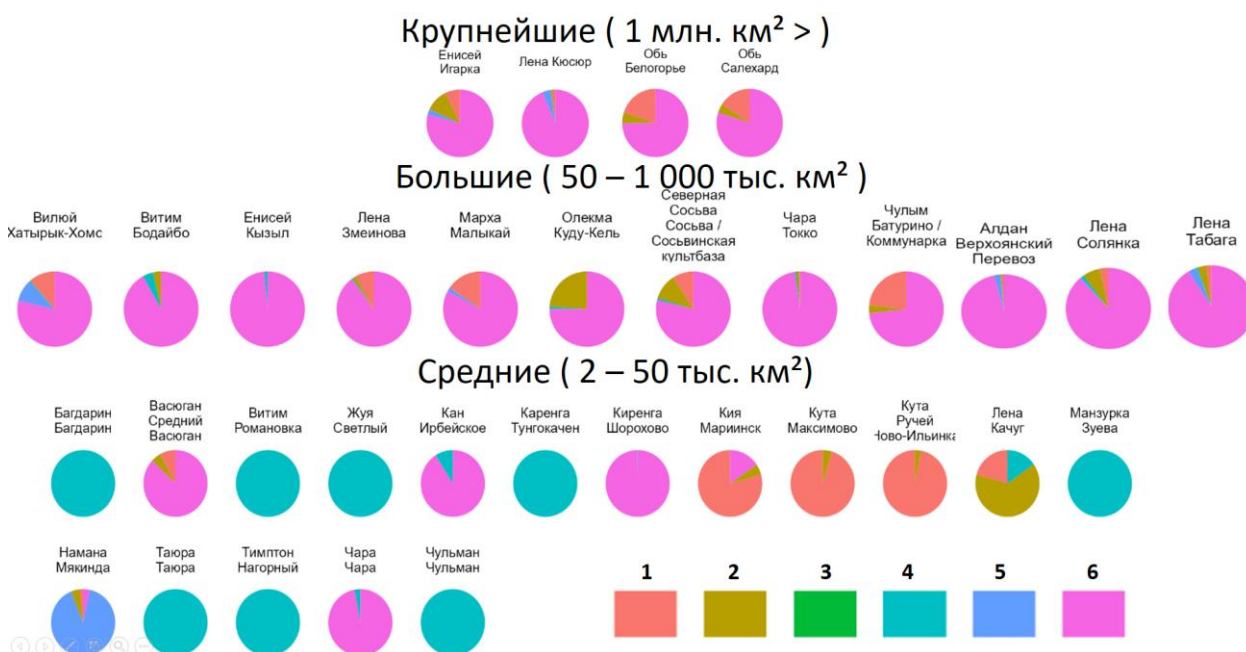 Крупнейшие ( 1 млн. км² > )
Енисей
Игарка
Лена Кюсюр
Обь
Белогорье
Обь
Салехард
Большие ( 50 – 1 000 тыс. км² )
Вилюй
Хатырык-Хомс
Витим
Бодайбо
Енисей
Кызыл
Лена
Змеинова
Марха
Малыкай
Олекма
Куду-Кель
Северная
Сосьва
Сосьва /
Сосьвинская
культбаза
Чара
Токко
Чулым
Батурино /
Коммунарка
Алдан
Верхоянский
Перевоз
Лена
Солянка
Лена
Табага
Средние ( 2 – 50 тыс. км²)
Багдарин
Багдарин
Васюган
Средний
Васюган
Витим
Романовка
Жуя
Светлый
Кан
Ирбейское
Каренга
Тунгокачен
Киренга
Шорохово
Кия
Мариинск
Кута
Максимово
Кута
Ручей
Ново-Ильинка
Лена
Качуг
Манзурка
Зуева
Намана
Мякинда
Таюра
Таюра
Тимптон
Нагорный
Чара
Чара
Чульман
Чульман
1 2 3 4 5 6